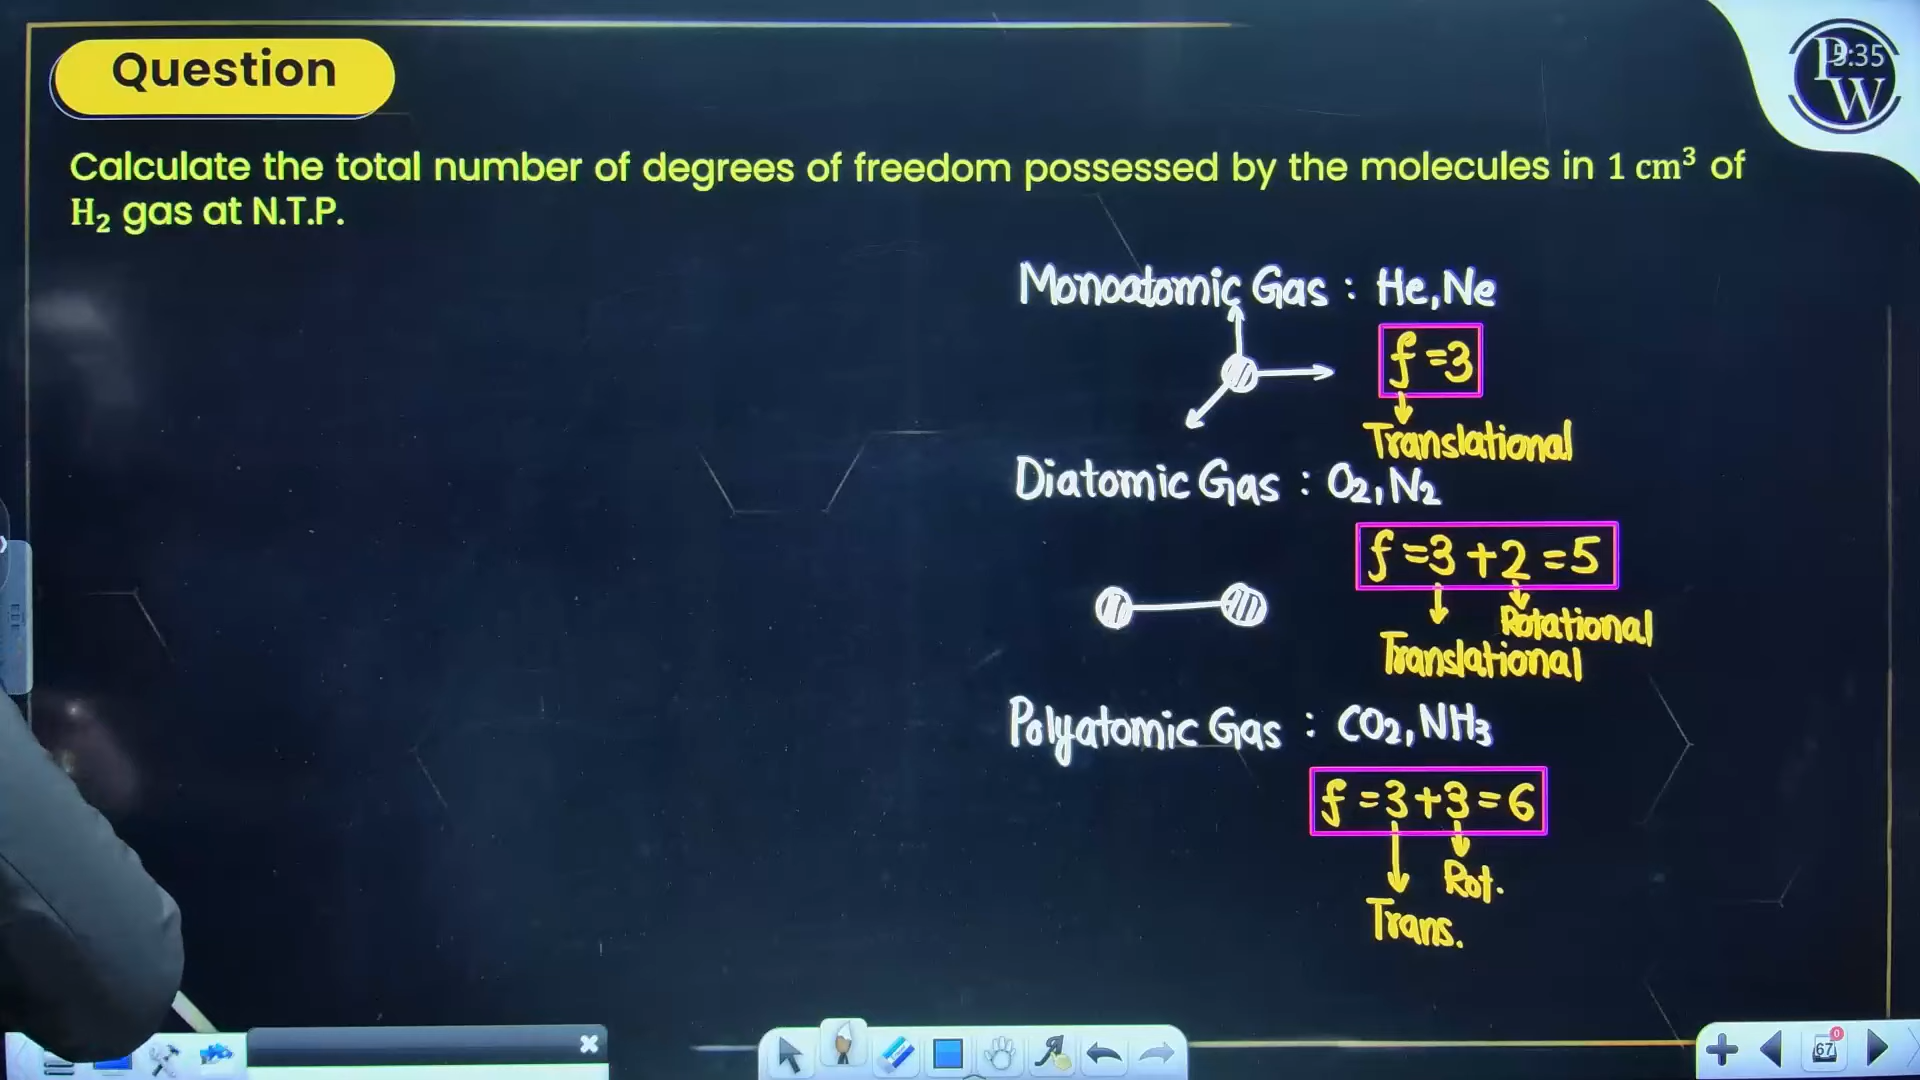 Question
5:35
PW
Calculate the total number of degrees of freedom possessed by the molecules in 1 cm³ of
H₂ gas at N.T.P.
Monoatomic Gas : He, Ne
f = 3
Translational
Diatomic Gas : O₂, N₂
f = 3 + 2 = 5
Rotational
Translational
Polyatomic Gas : CO₂, NH₃
f = 3 + 3 = 6
Rot.
Trans.
0
67